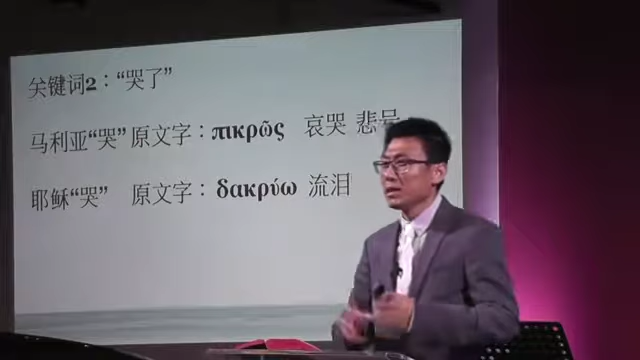 关键词2：“哭了”
马利亚“哭” 原文字：πικρῶς 哀哭 悲号
耶稣“哭” 原文字：δακρύω 流泪